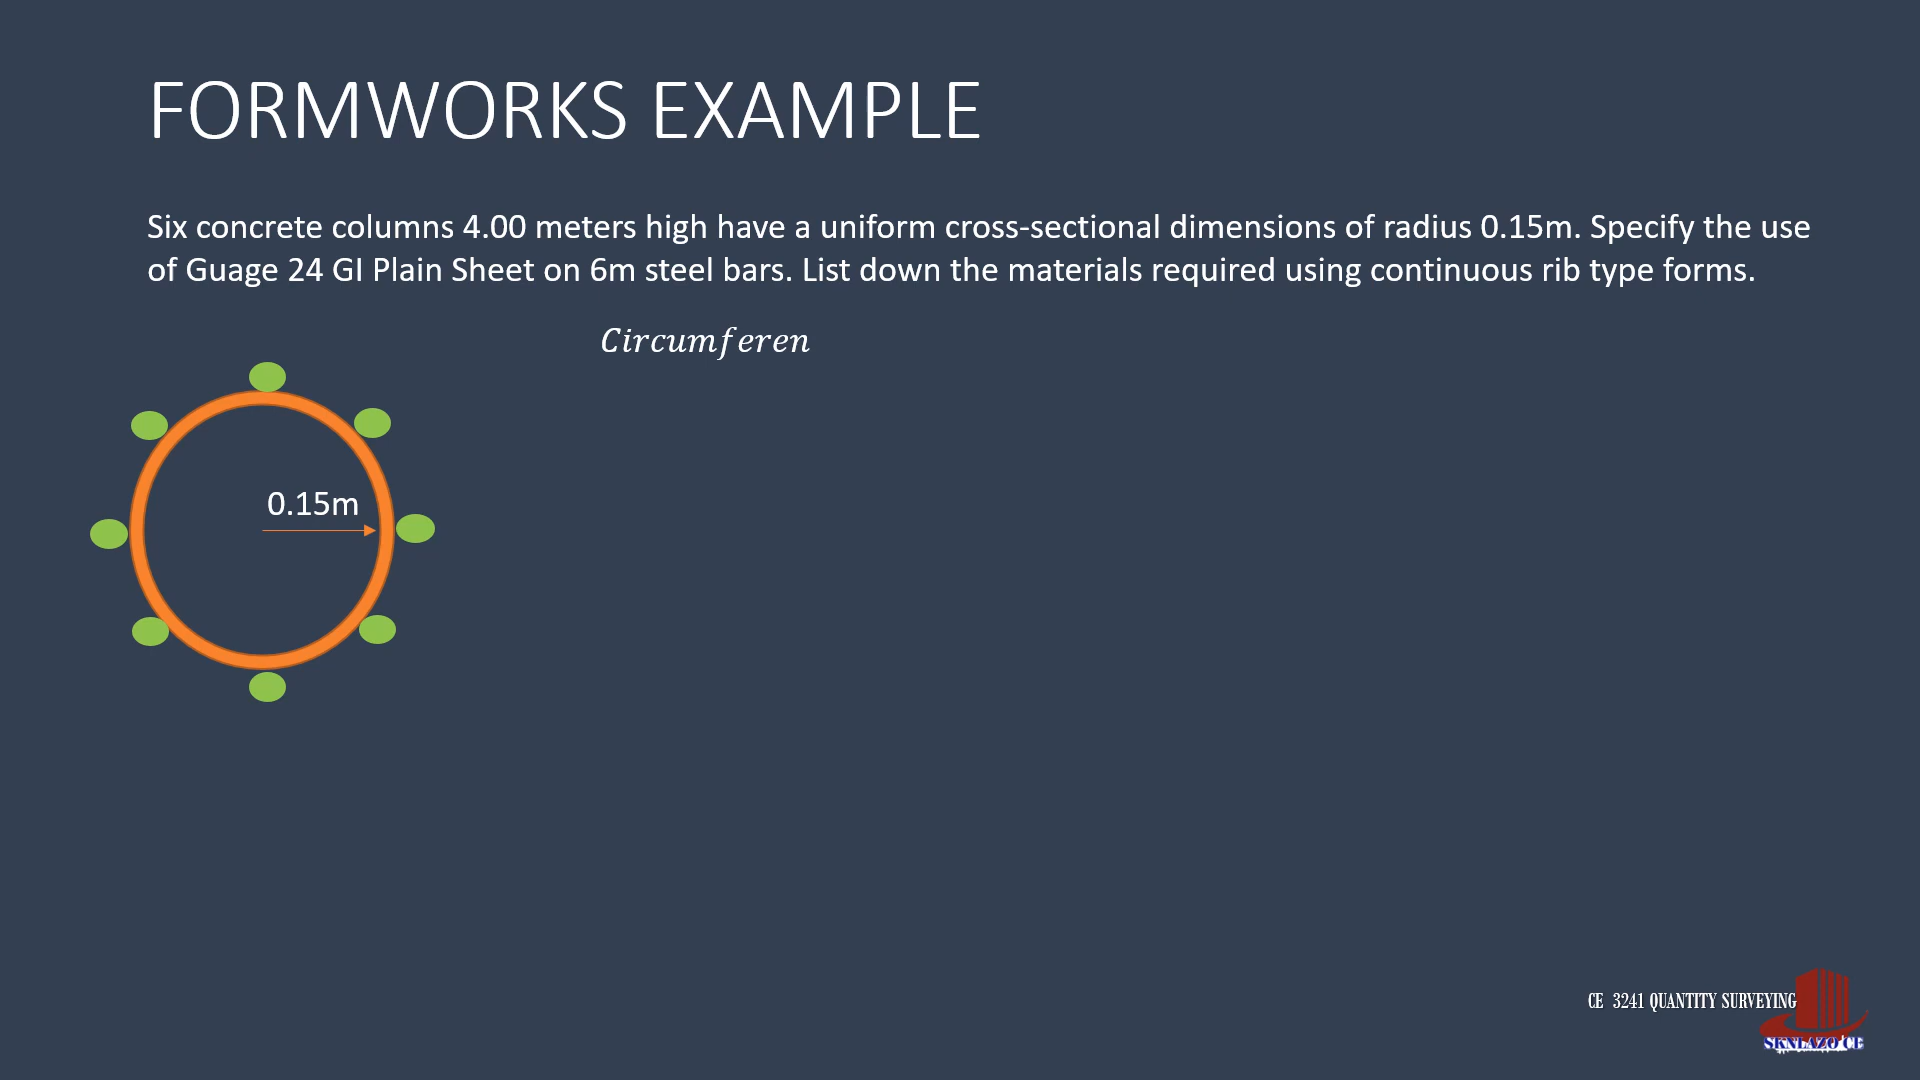 FORMWORKS EXAMPLE
Six concrete columns 4.00 meters high have a uniform cross-sectional dimensions of radius 0.15m. Specify the use
of Guage 24 GI Plain Sheet on 6m steel bars. List down the materials required using continuous rib type forms.
Circumferen
0.15m
CE 3241 QUANTITY SURVEYING